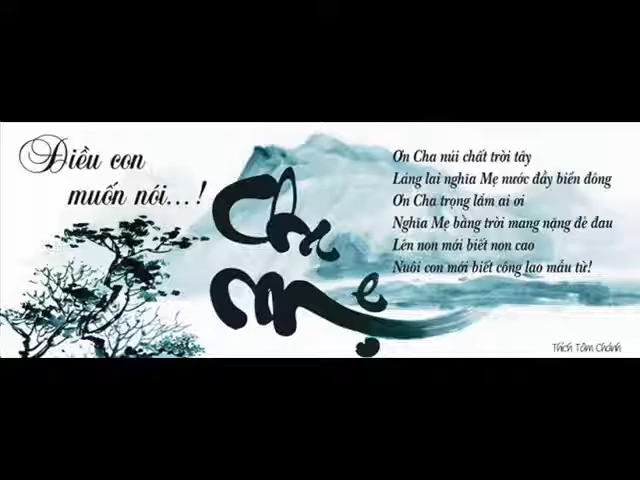 Điều con
muốn nói...!
Cha
Mẹ
Ơn Cha núi chất trời tây
Láng lai nghĩa Mẹ nước đầy biển đông
Ơn Cha trọng lắm ai ơi
Nghĩa Mẹ bằng trời mang nặng đẻ đau
Lên non mới biết non cao
Nuôi con mới biết công lao mẫu từ!
Thích Tâm Chánh